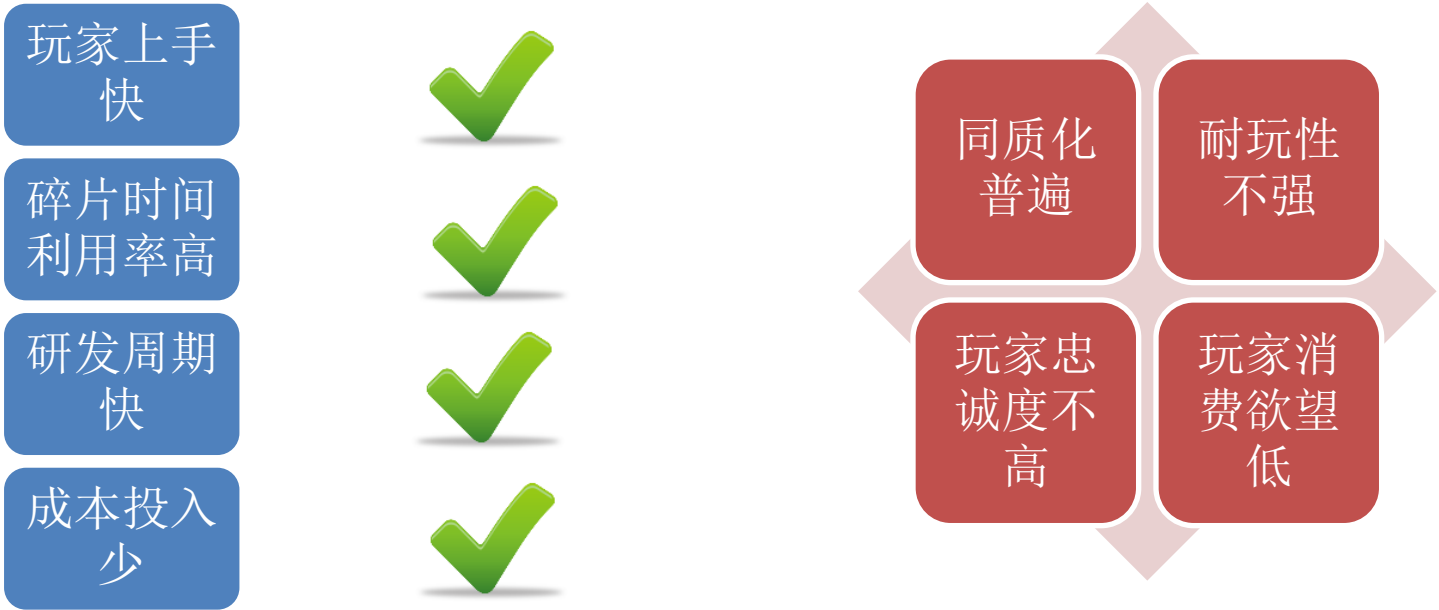 玩家上手
快
碎片时间
利用率高
研发周期
快
成本投入
少
同质化
普遍
耐玩性
不强
玩家忠
诚度不
高
玩家消
费欲望
低